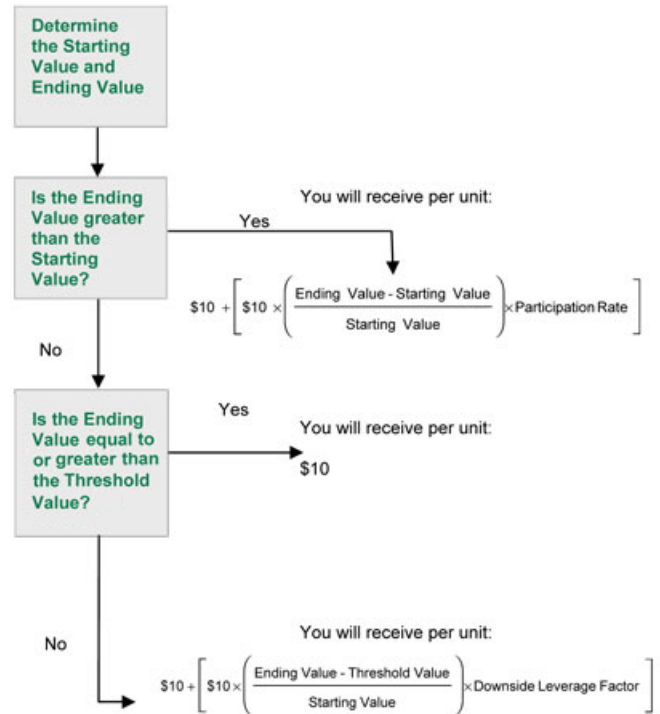 Determine
the Starting
Value and
Ending Value
Is the Ending
Value greater
than the
Starting
Value?
Yes
You will receive per unit:
$10 + [ $10 × ( Ending Value - Starting Value / Starting Value ) × Participation Rate ]
No
Is the Ending
Value equal to
or greater than
the Threshold
Value?
Yes
You will receive per unit:
$10
No
You will receive per unit:
$10 + [ $10 × ( Ending Value - Threshold Value / Starting Value ) × Downside Leverage Factor ]